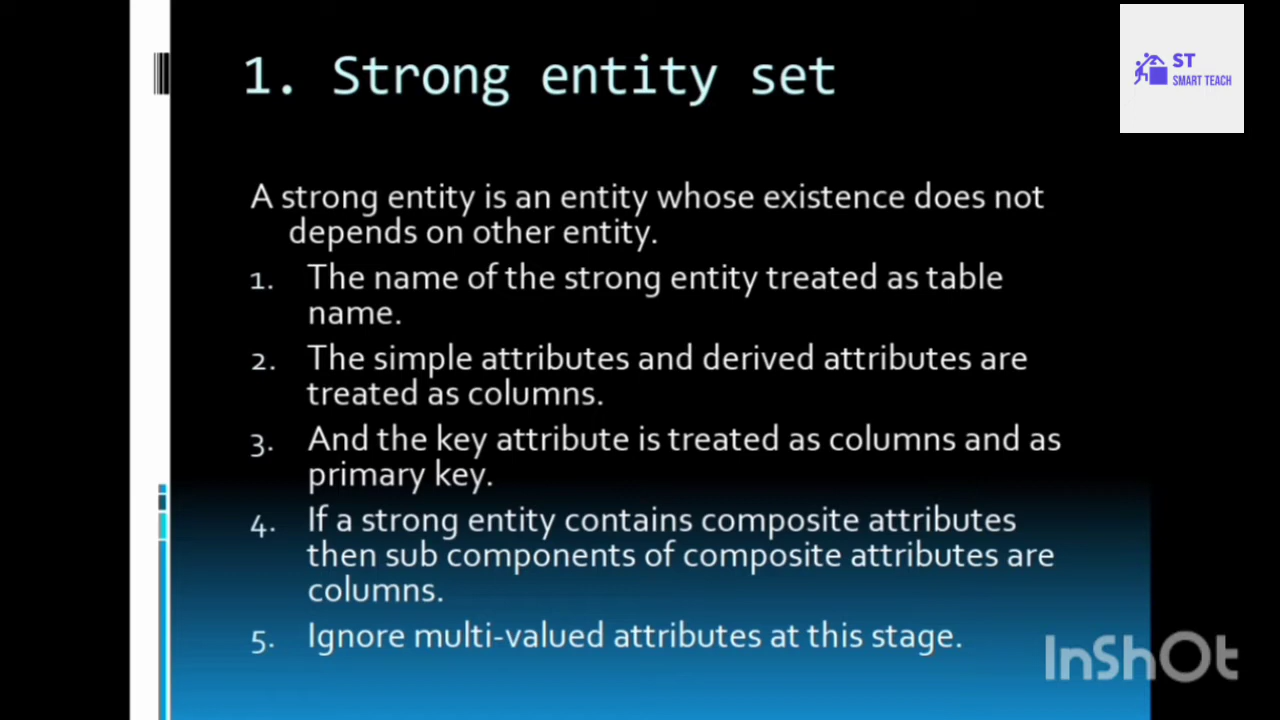 1. Strong entity set
ST
SMART TEACH
A strong entity is an entity whose existence does not
depends on other entity.
1. The name of the strong entity treated as table
name.
2. The simple attributes and derived attributes are
treated as columns.
3. And the key attribute is treated as columns and as
primary key.
4. If a strong entity contains composite attributes
then sub components of composite attributes are
columns.
5. Ignore multi-valued attributes at this stage.
InShOt